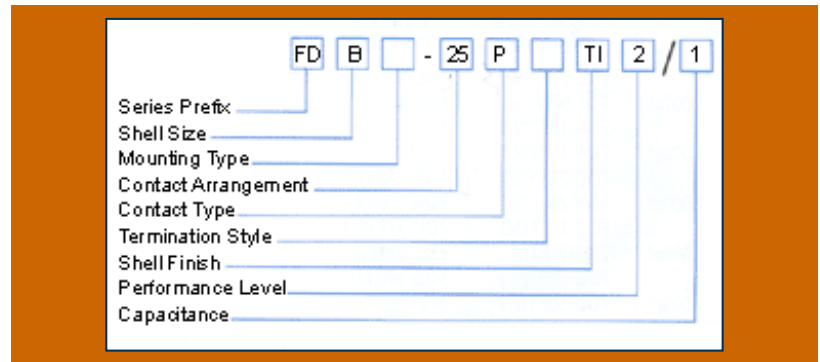 FD B - 25 P TI 2 / 1
Series Prefix
Shell Size
Mounting Type
Contact Arrangement
Contact Type
Termination Style
Shell Finish
Performance Level
Capacitance